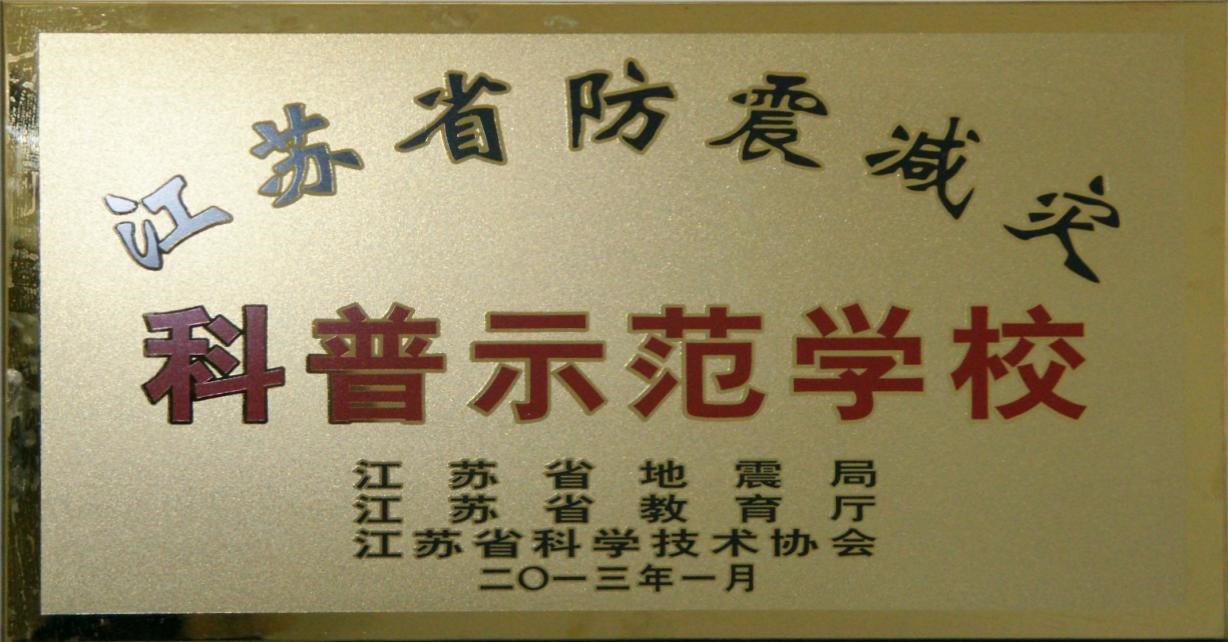 江苏省防震减灾
科普示范学校
江苏省地震局
江苏省教育厅
江苏省科学技术协会
二〇一三年一月